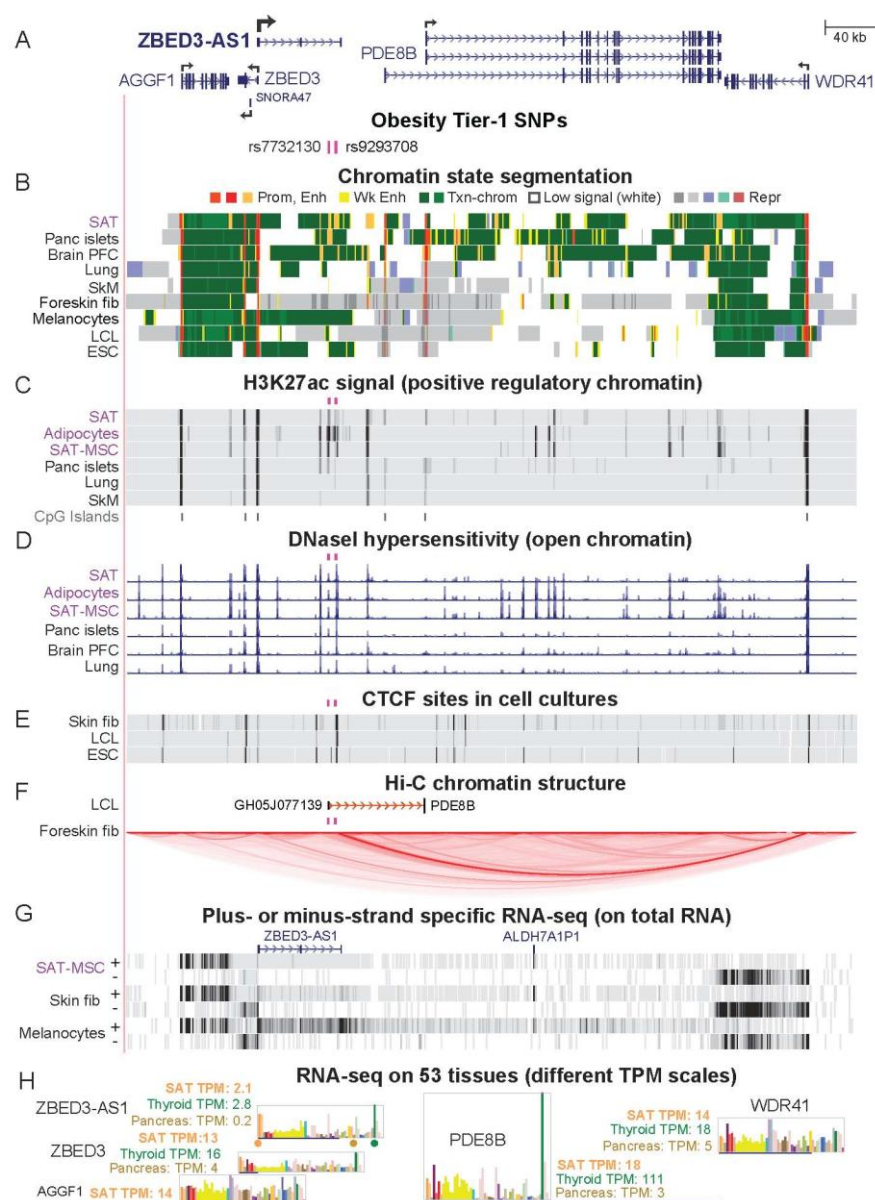 A
ZBED3-AS1
40 kb
PDE8B
AGGF1
ZBED3
WDR41
SNORA47
Obesity Tier-1 SNPs
rs7732130 rs9293708
B
Chromatin state segmentation
Prom, Enh Wk Enh Txn-chrom Low signal (white) Repr
SAT
Panc islets
Brain PFC
Lung
SkM
Foreskin fib
Melanocytes
LCL
ESC
C
H3K27ac signal (positive regulatory chromatin)
SAT
Adipocytes
SAT-MSC
Panc islets
Lung
SkM
CpG Islands
D
DNaseI hypersensitivity (open chromatin)
SAT
Adipocytes
SAT-MSC
Panc islets
Brain PFC
Lung
E
CTCF sites in cell cultures
Skin fib
LCL
ESC
F
Hi-C chromatin structure
LCL
GH05J077139 PDE8B
Foreskin fib
G
Plus- or minus-strand specific RNA-seq (on total RNA)
ZBED3-AS1 ALDH7A1P1
SAT-MSC + -
Skin fib + -
Melanocytes + -
H
RNA-seq on 53 tissues (different TPM scales)
ZBED3-AS1
SAT TPM: 2.1
Thyroid TPM: 2.8
Pancreas TPM: 0.2
ZBED3
SAT TPM:13
Thyroid TPM: 16
Pancreas TPM: 4
AGGF1 SAT TPM: 14
PDE8B
SAT TPM: 18
Thyroid TPM: 111
Pancreas TPM: 3
WDR41
SAT TPM: 14
Thyroid TPM: 18
Pancreas: TPM: 5